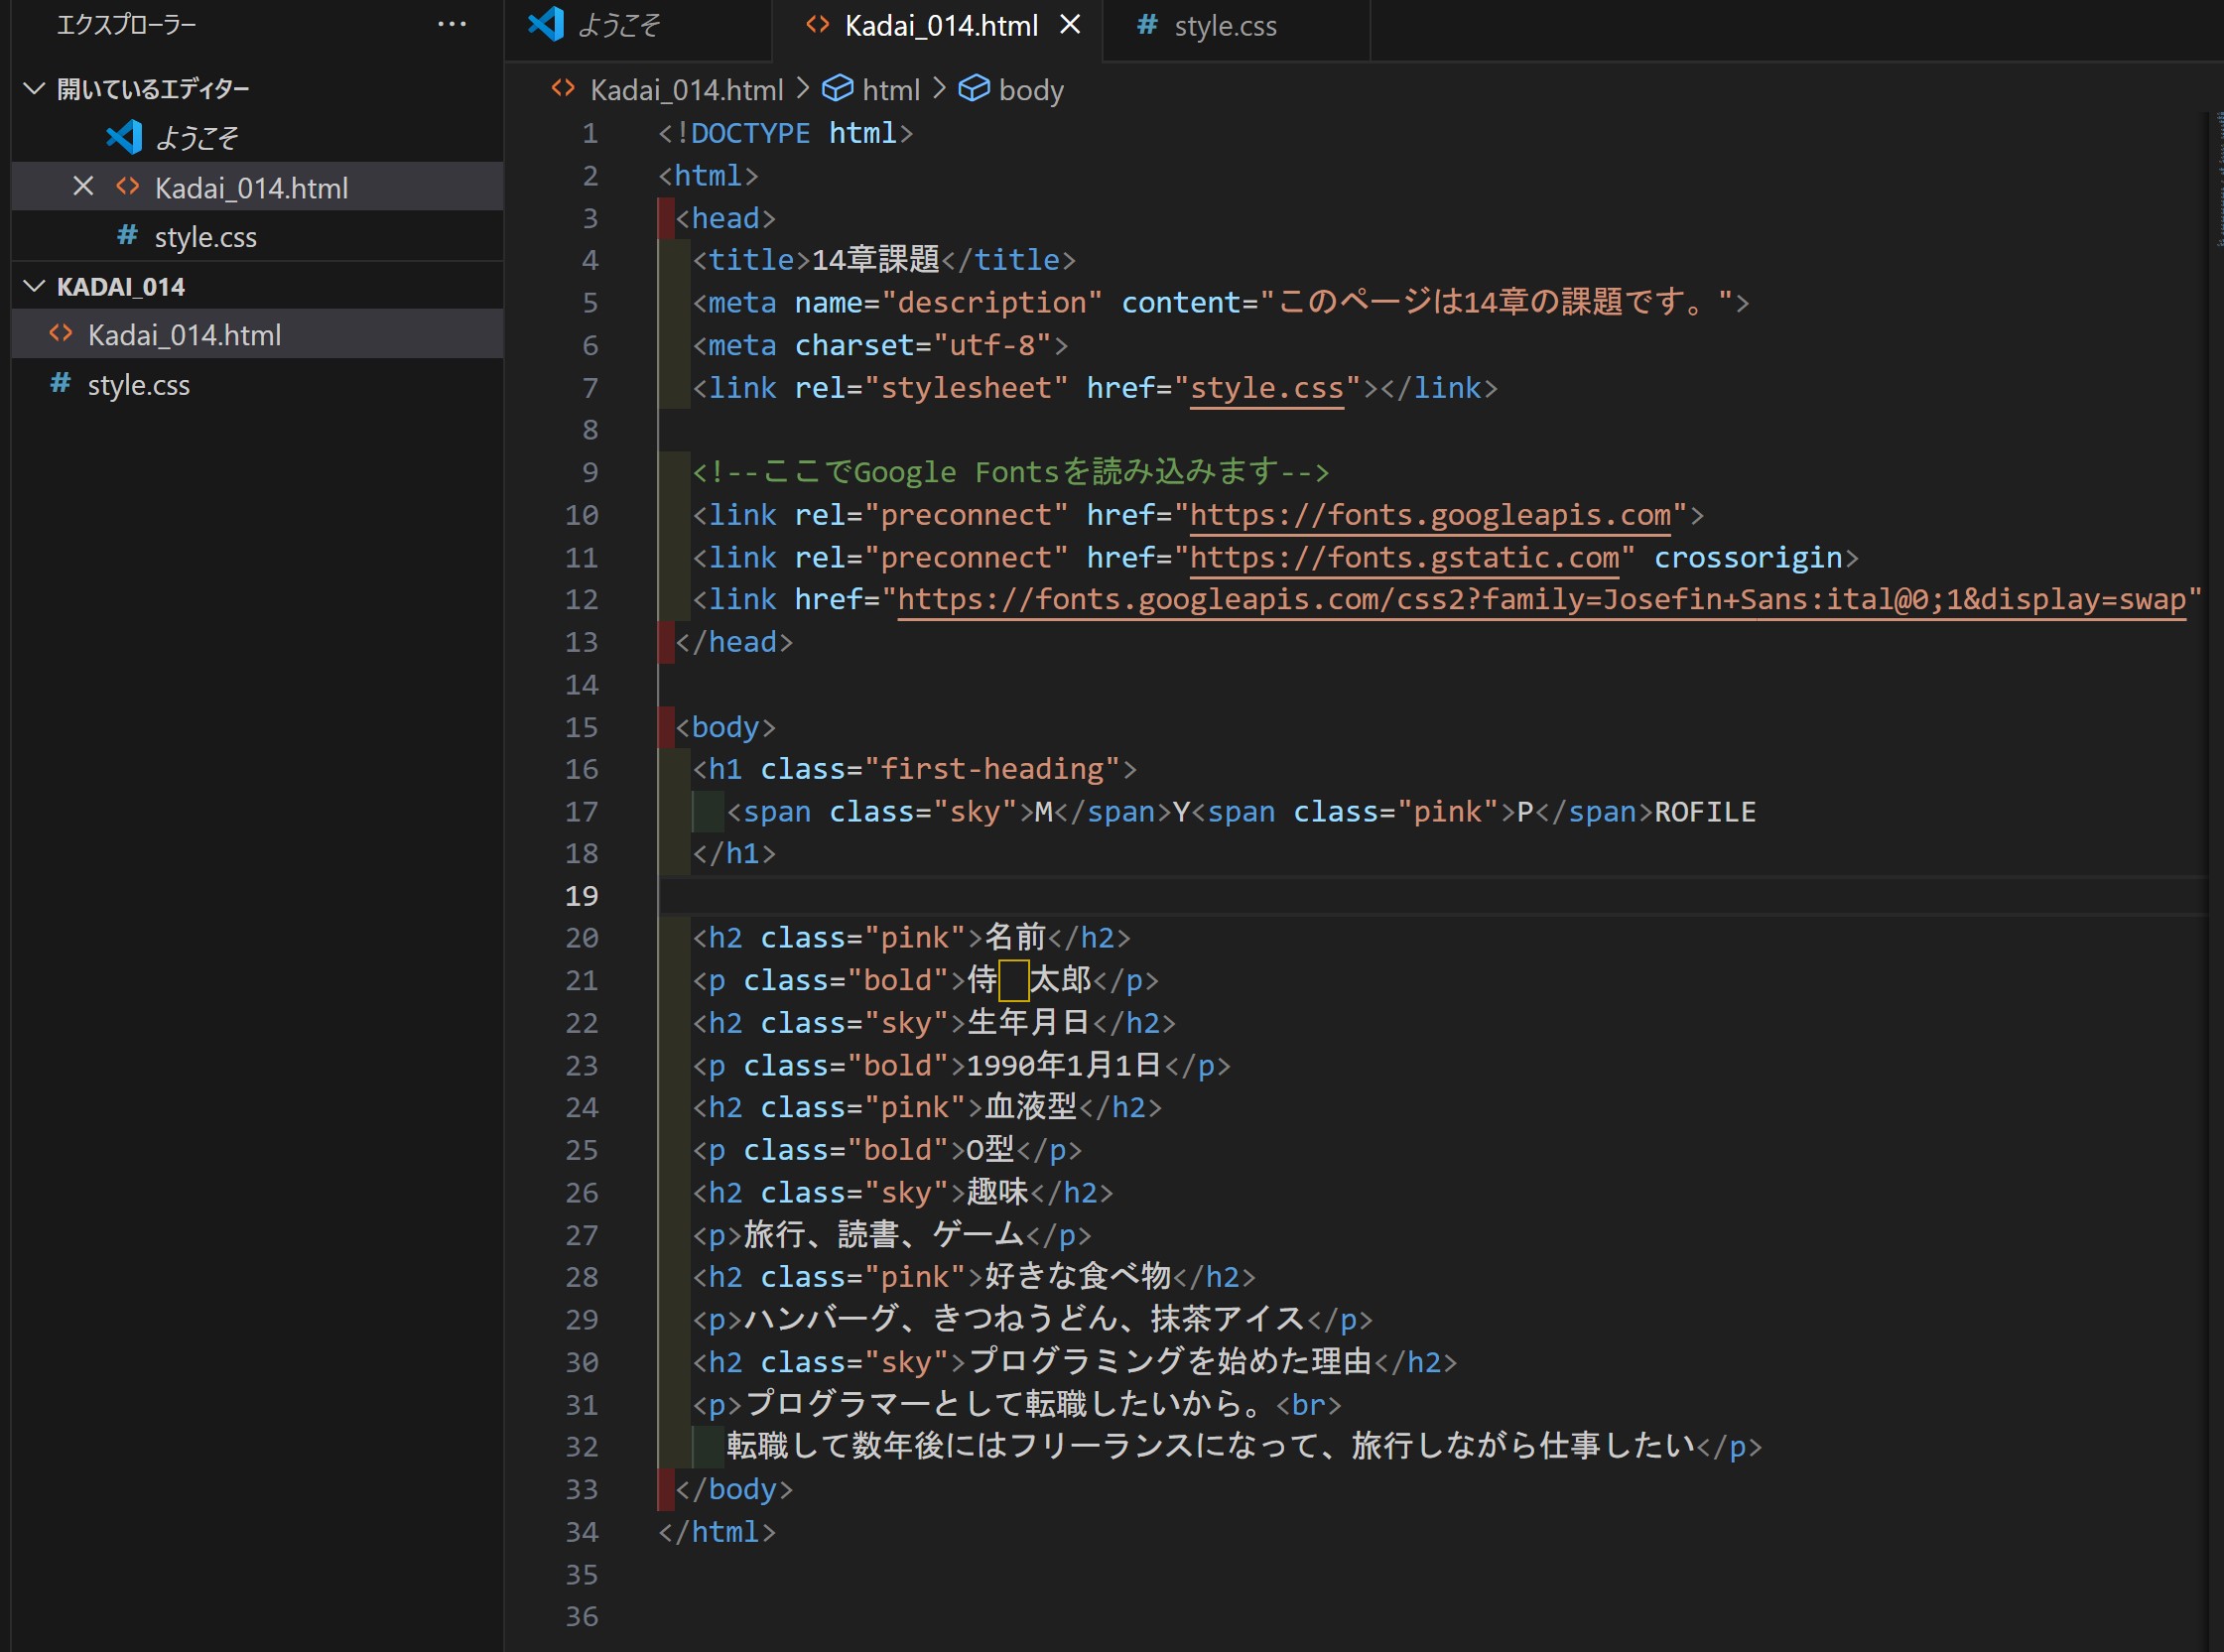 エクスプローラー ···
開いているエディター
ようこそ
Kadai_014.html
style.css
KADAI_014
Kadai_014.html
style.css
ようこそ Kadai_014.html style.css
Kadai_014.html > html > body
1 <!DOCTYPE html>
2 <html>
3 <head>
4 <title>14章課題</title>
5 <meta name="description" content="このページは14章の課題です。">
6 <meta charset="utf-8">
7 <link rel="stylesheet" href="style.css"></link>
8
9 <!--ここでGoogle Fontsを読み込みます-->
10 <link rel="preconnect" href="https://fonts.googleapis.com">
11 <link rel="preconnect" href="https://fonts.gstatic.com" crossorigin>
12 <link href="https://fonts.googleapis.com/css2?family=Josefin+Sans:ital@0;1&display=swap"
13 </head>
14
15 <body>
16 <h1 class="first-heading">
17 <span class="sky">M</span>Y<span class="pink">P</span>ROFILE
18 </h1>
19
20 <h2 class="pink">名前</h2>
21 <p class="bold">侍　太郎</p>
22 <h2 class="sky">生年月日</h2>
23 <p class="bold">1990年1月1日</p>
24 <h2 class="pink">血液型</h2>
25 <p class="bold">O型</p>
26 <h2 class="sky">趣味</h2>
27 <p>旅行、読書、ゲーム</p>
28 <h2 class="pink">好きな食べ物</h2>
29 <p>ハンバーグ、きつねうどん、抹茶アイス</p>
30 <h2 class="sky">プログラミングを始めた理由</h2>
31 <p>プログラマーとして転職したいから。<br>
32 転職して数年後にはフリーランスになって、旅行しながら仕事したい</p>
33 </body>
34 </html>
35
36